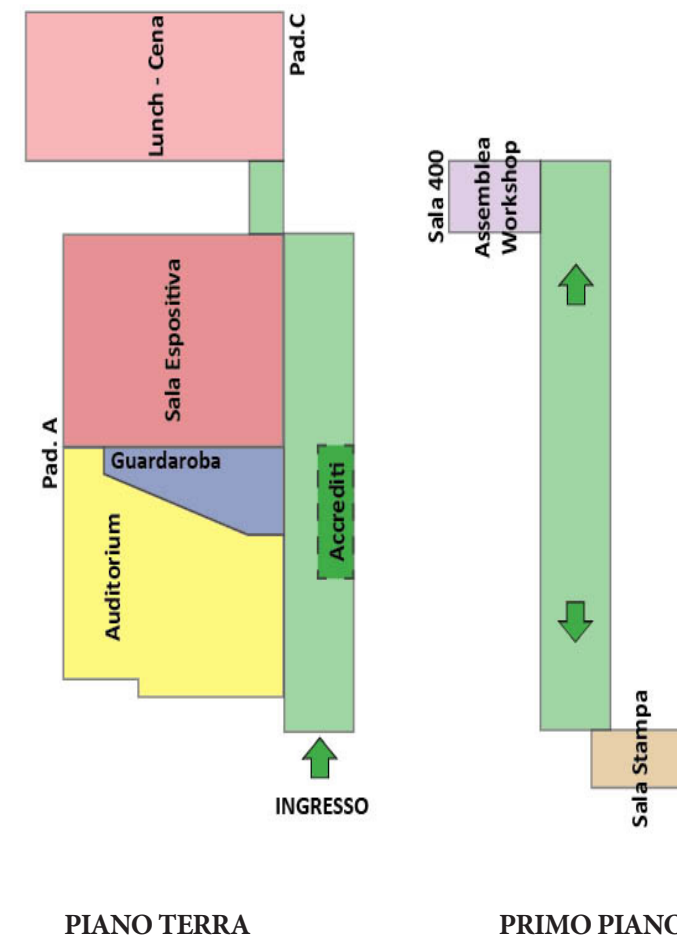 Lunch - Cena
Pad.C
Sala Espositiva
Pad. A
Guardaroba
Auditorium
Accrediti
INGRESSO
PIANO TERRA
Sala 400
Assemblea
Workshop
Sala Stampa
PRIMO PIANO